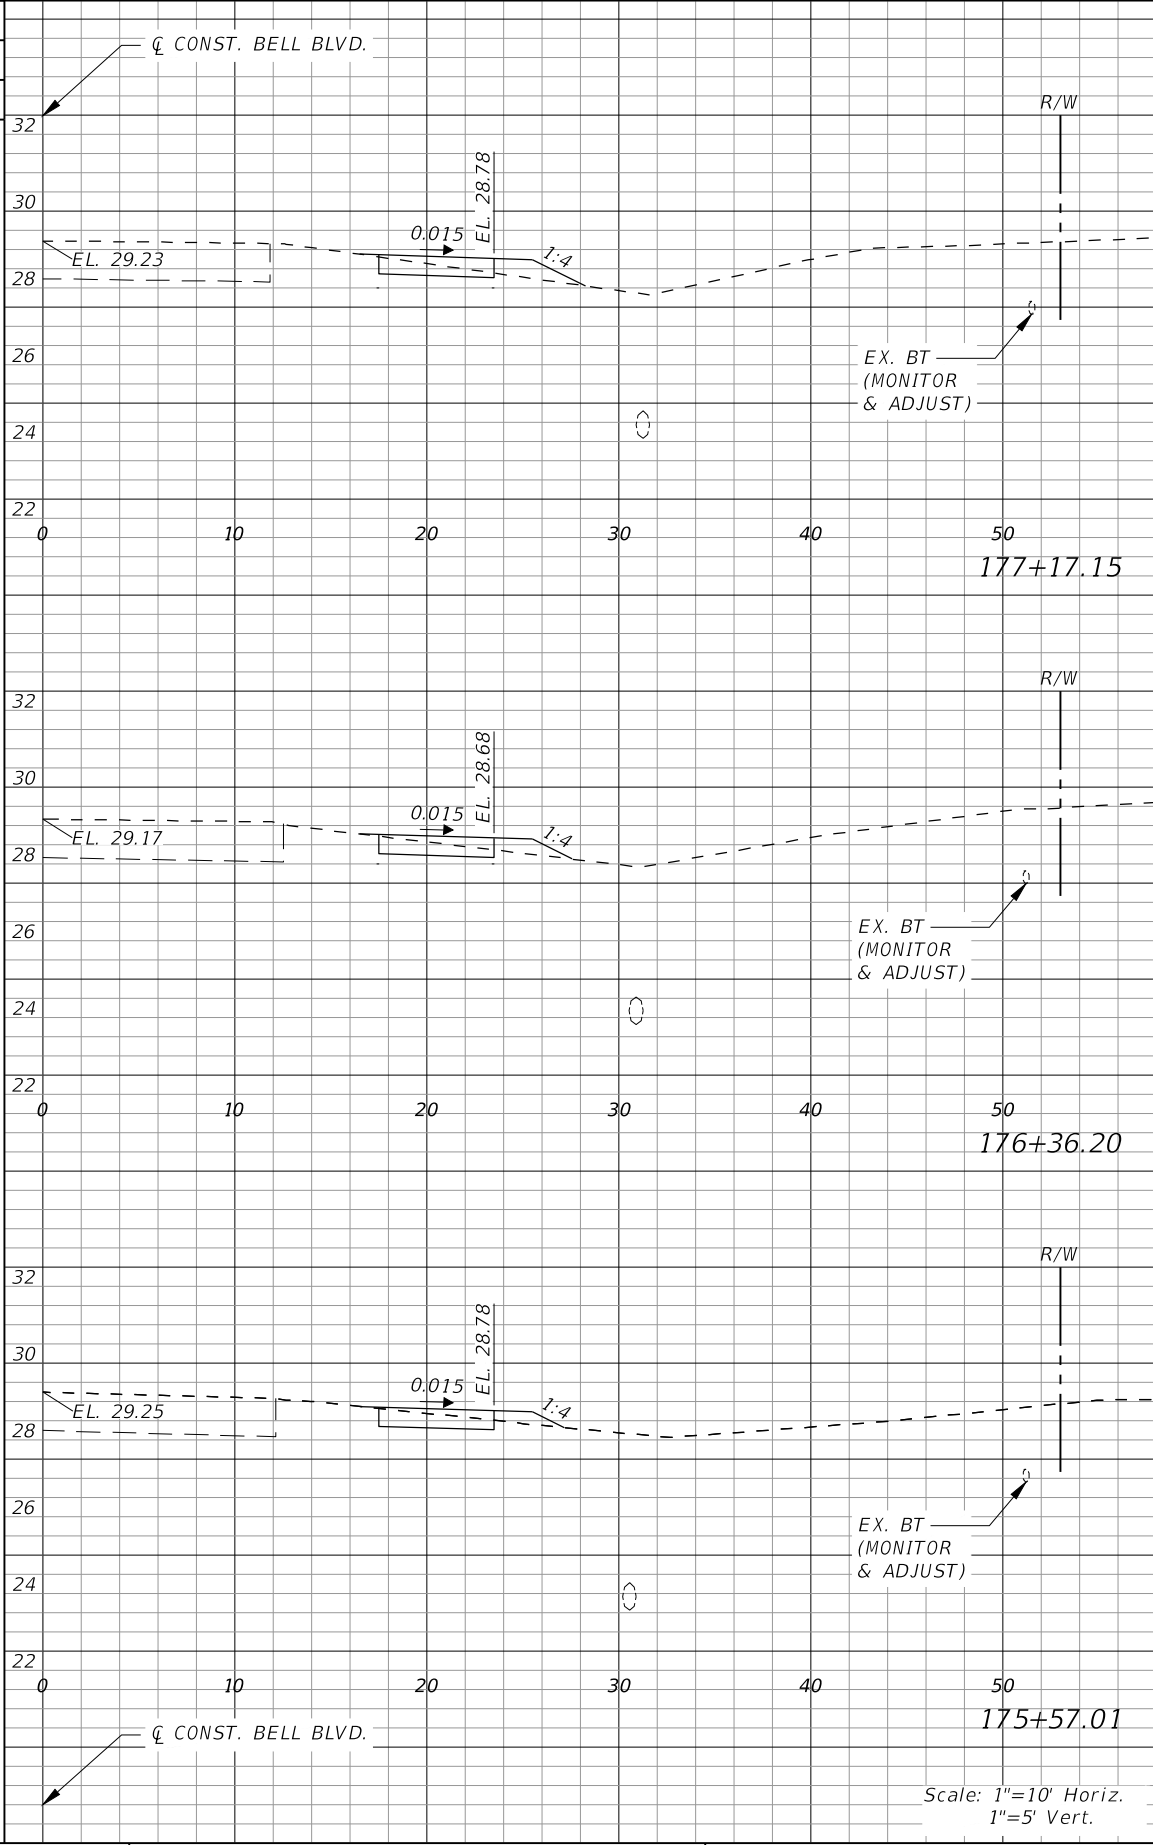 ℄ CONST. BELL BLVD.
R/W
32
30
28
26
24
22
EL. 28.78
0.015
1:4
EL. 29.23
EX. BT
(MONITOR
& ADJUST)
0 10 20 30 40 50
177+17.15
R/W
32
30
28
26
24
22
EL. 28.68
0.015
1:4
EL. 29.17
EX. BT
(MONITOR
& ADJUST)
0 10 20 30 40 50
176+36.20
R/W
32
30
28
26
24
22
EL. 28.78
0.015
1:4
EL. 29.25
EX. BT
(MONITOR
& ADJUST)
0 10 20 30 40 50
175+57.01
℄ CONST. BELL BLVD.
Scale: 1"=10' Horiz.
1"=5' Vert.